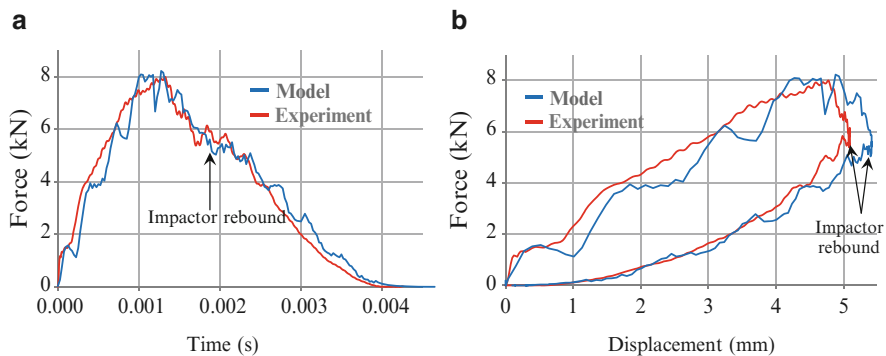 a
Force (kN)
8
6
4
2
0
Model
Experiment
Impactor rebound
0.000
0.001
0.002
0.003
0.004
Time (s)
b
Force (kN)
8
6
4
2
0
Model
Experiment
Impactor
rebound
0
1
2
3
4
5
Displacement (mm)